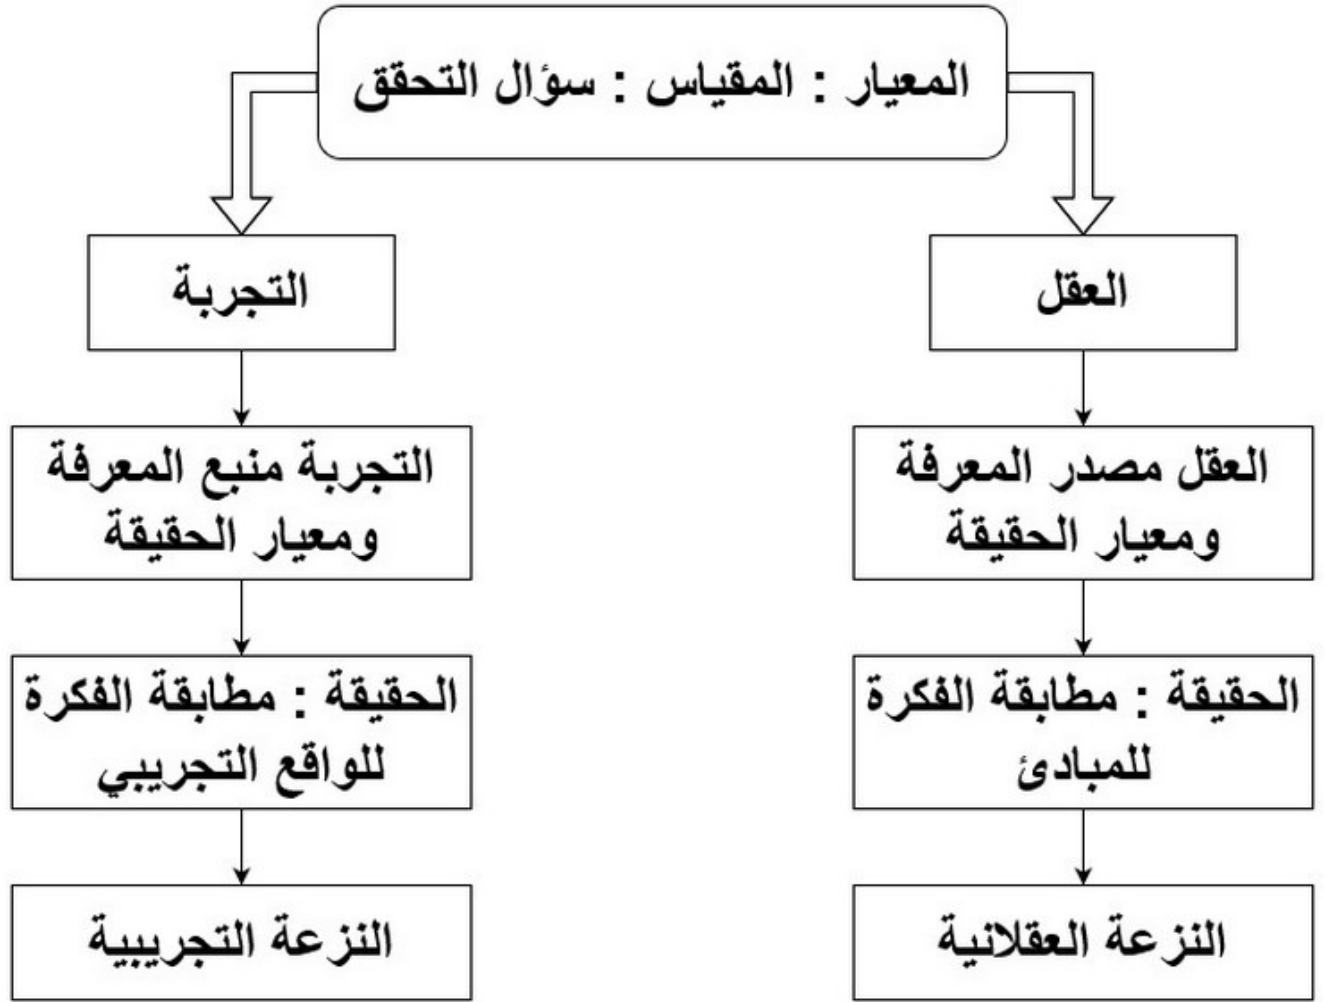 المعيار : المقياس : سؤال التحقق
العقل
التجربة
العقل مصدر المعرفة
ومعيار الحقيقة
التجربة منبع المعرفة
ومعيار الحقيقة
الحقيقة : مطابقة الفكرة
للمبادئ
الحقيقة : مطابقة الفكرة
للواقع التجريبي
النزعة العقلانية
النزعة التجريبية